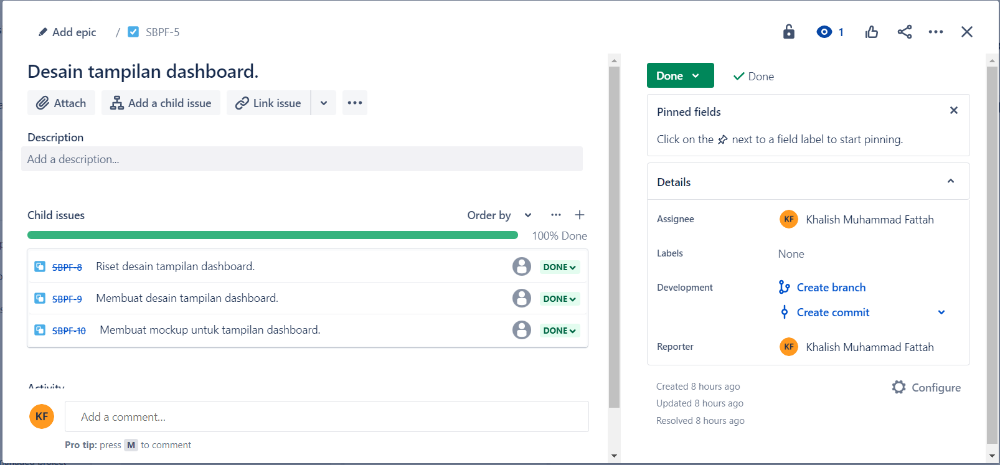 Add epic / SBPF-5
1
Desain tampilan dashboard.
Attach
Add a child issue
Link issue
Description
Add a description...
Child issues
Order by
100% Done
SBPF-8 Riset desain tampilan dashboard. DONE
SBPF-9 Membuat desain tampilan dashboard. DONE
SBPF-10 Membuat mockup untuk tampilan dashboard. DONE
Activity
KF Add a comment...
Pro tip: press M to comment
Done
Done
Pinned fields
Click on the next to a field label to start pinning.
Details
Assignee KF Khalish Muhammad Fattah
Labels None
Development Create branch
Create commit
Reporter KF Khalish Muhammad Fattah
Created 8 hours ago
Configure
Updated 8 hours ago
Resolved 8 hours ago